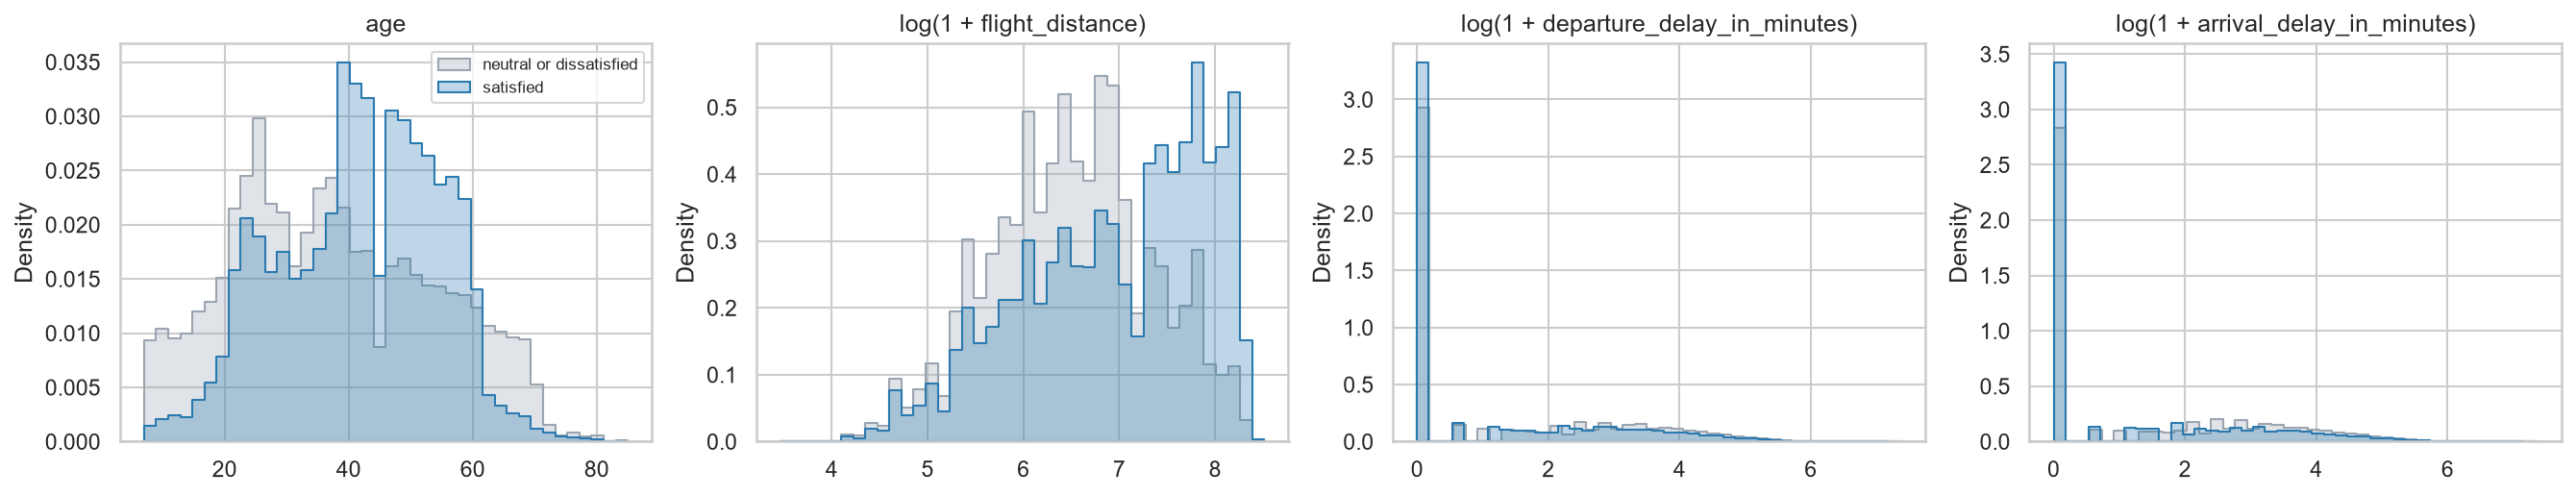 age
neutral or dissatisfied
satisfied
Density
0.035
0.030
0.025
0.020
0.015
0.010
0.005
0.000
20 40 60 80
log(1 + flight_distance)
Density
0.5
0.4
0.3
0.2
0.1
0.0
4 5 6 7 8
log(1 + departure_delay_in_minutes)
Density
3.0
2.5
2.0
1.5
1.0
0.5
0.0
0 2 4 6
log(1 + arrival_delay_in_minutes)
Density
3.5
3.0
2.5
2.0
1.5
1.0
0.5
0.0
0 2 4 6